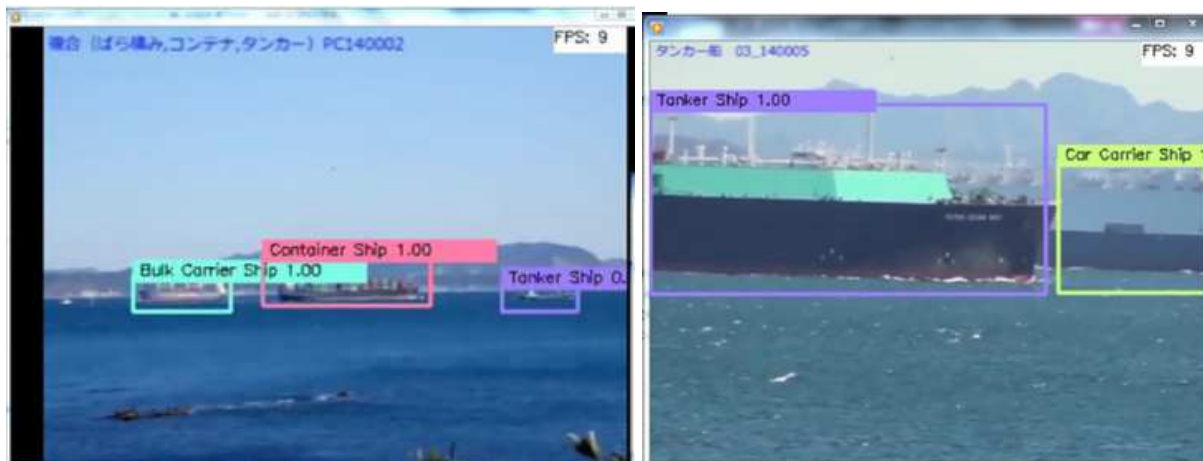 複合（ばら積み,コンテナ,タンカー）PC140002
FPS: 9
Container Ship 1.00
Bulk Carrier Ship 1.00
Tanker Ship 0.
タンカー船 03_140005
FPS: 9
Tanker Ship 1.00
Car Carrier Ship 1